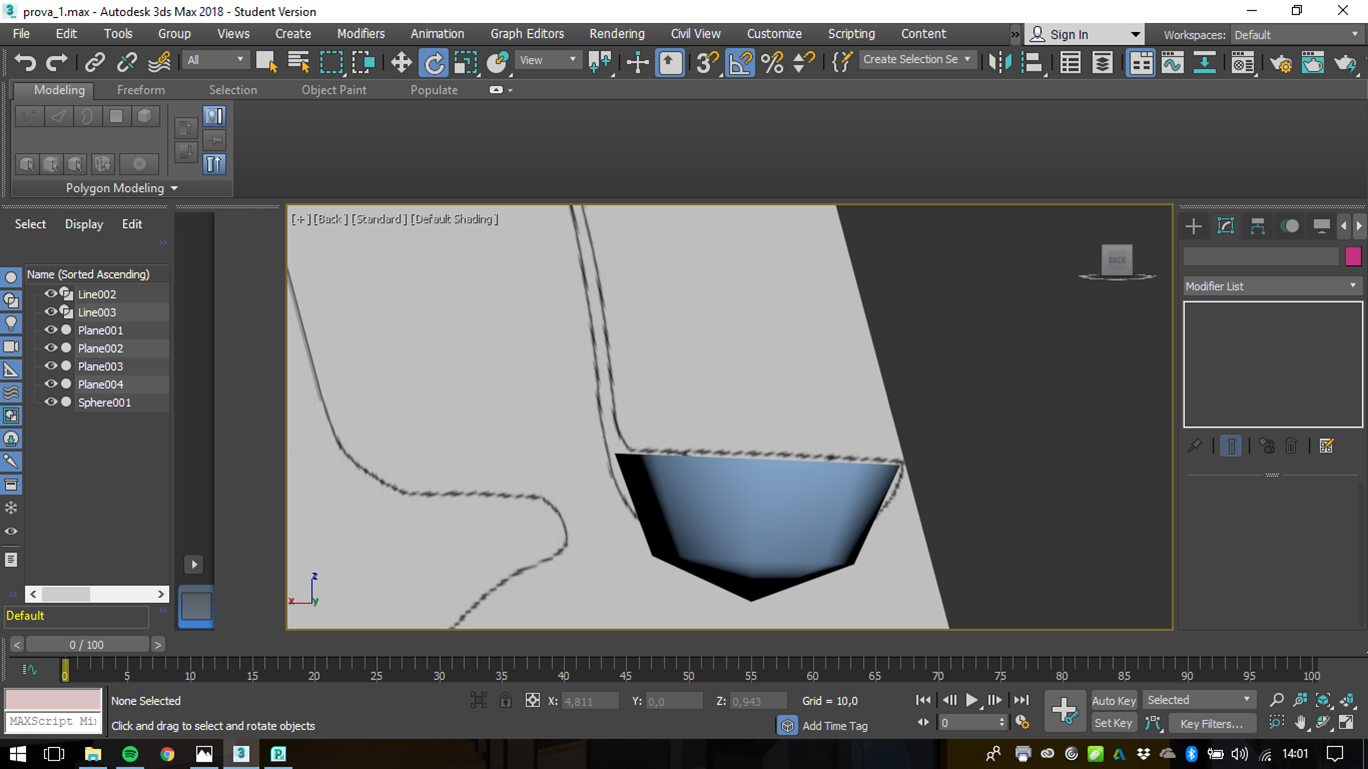 prova_1.max - Autodesk 3ds Max 2018 - Student Version
File Edit Tools Group Views Create Modifiers Animation Graph Editors Rendering Civil View Customize Scripting Content Sign In Workspaces: Default
All View Create Selection Se
Modeling Freeform Selection Object Paint Populate
Polygon Modeling
Select Display Edit
[+] [Back ] [Standard ] [Default Shading ]
BACK
Name (Sorted Ascending)
Modifier List
Line002
Line003
Plane001
Plane002
Plane003
Plane004
Sphere001
z
x y
Default
0 / 100
0 5 10 15 20 25 30 35 40 45 50 55 60 65 70 75 80 85 90 95 100
None Selected X: 4,811 Y: 0,0 Z: 0,943 Grid = 10,0 Auto Key Selected
MAXScript Mi
Click and drag to select and rotate objects Add Time Tag 0 Set Key Key Filters...
14:01